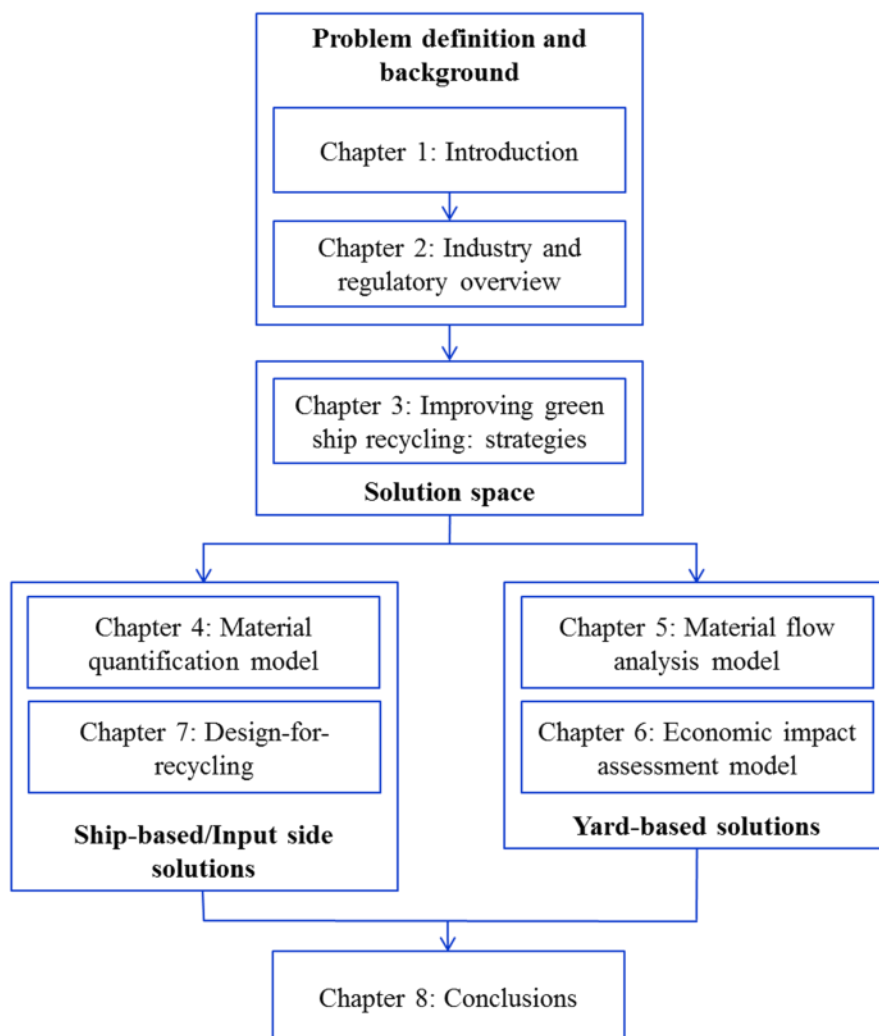 Problem definition and
background
Chapter 1: Introduction
Chapter 2: Industry and
regulatory overview
Chapter 3: Improving green
ship recycling: strategies
Solution space
Chapter 4: Material
quantification model
Chapter 7: Design-for-
recycling
Ship-based/Input side
solutions
Chapter 5: Material flow
analysis model
Chapter 6: Economic impact
assessment model
Yard-based solutions
Chapter 8: Conclusions